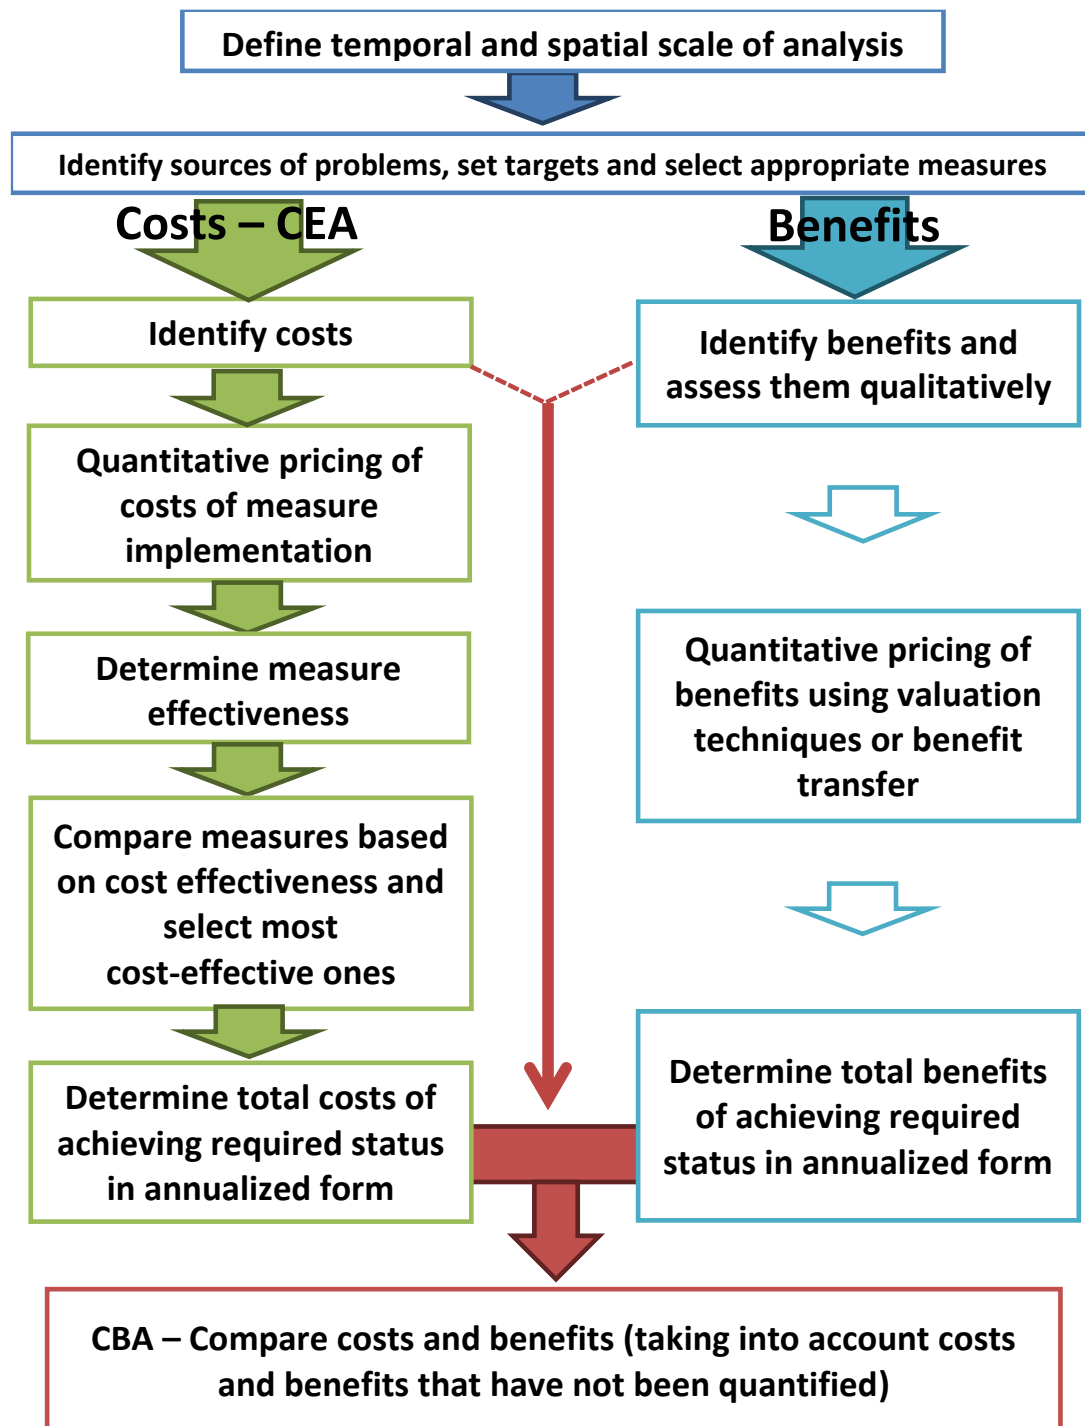 Define temporal and spatial scale of analysis
Identify sources of problems, set targets and select appropriate measures
Costs – CEA
Benefits
Identify costs
Quantitative pricing of
costs of measure
implementation
Determine measure
effectiveness
Compare measures based
on cost effectiveness and
select most
cost-effective ones
Determine total costs of
achieving required status
in annualized form
Identify benefits and
assess them qualitatively
Quantitative pricing of
benefits using valuation
techniques or benefit
transfer
Determine total benefits
of achieving required
status in annualized form
CBA – Compare costs and benefits (taking into account costs
and benefits that have not been quantified)